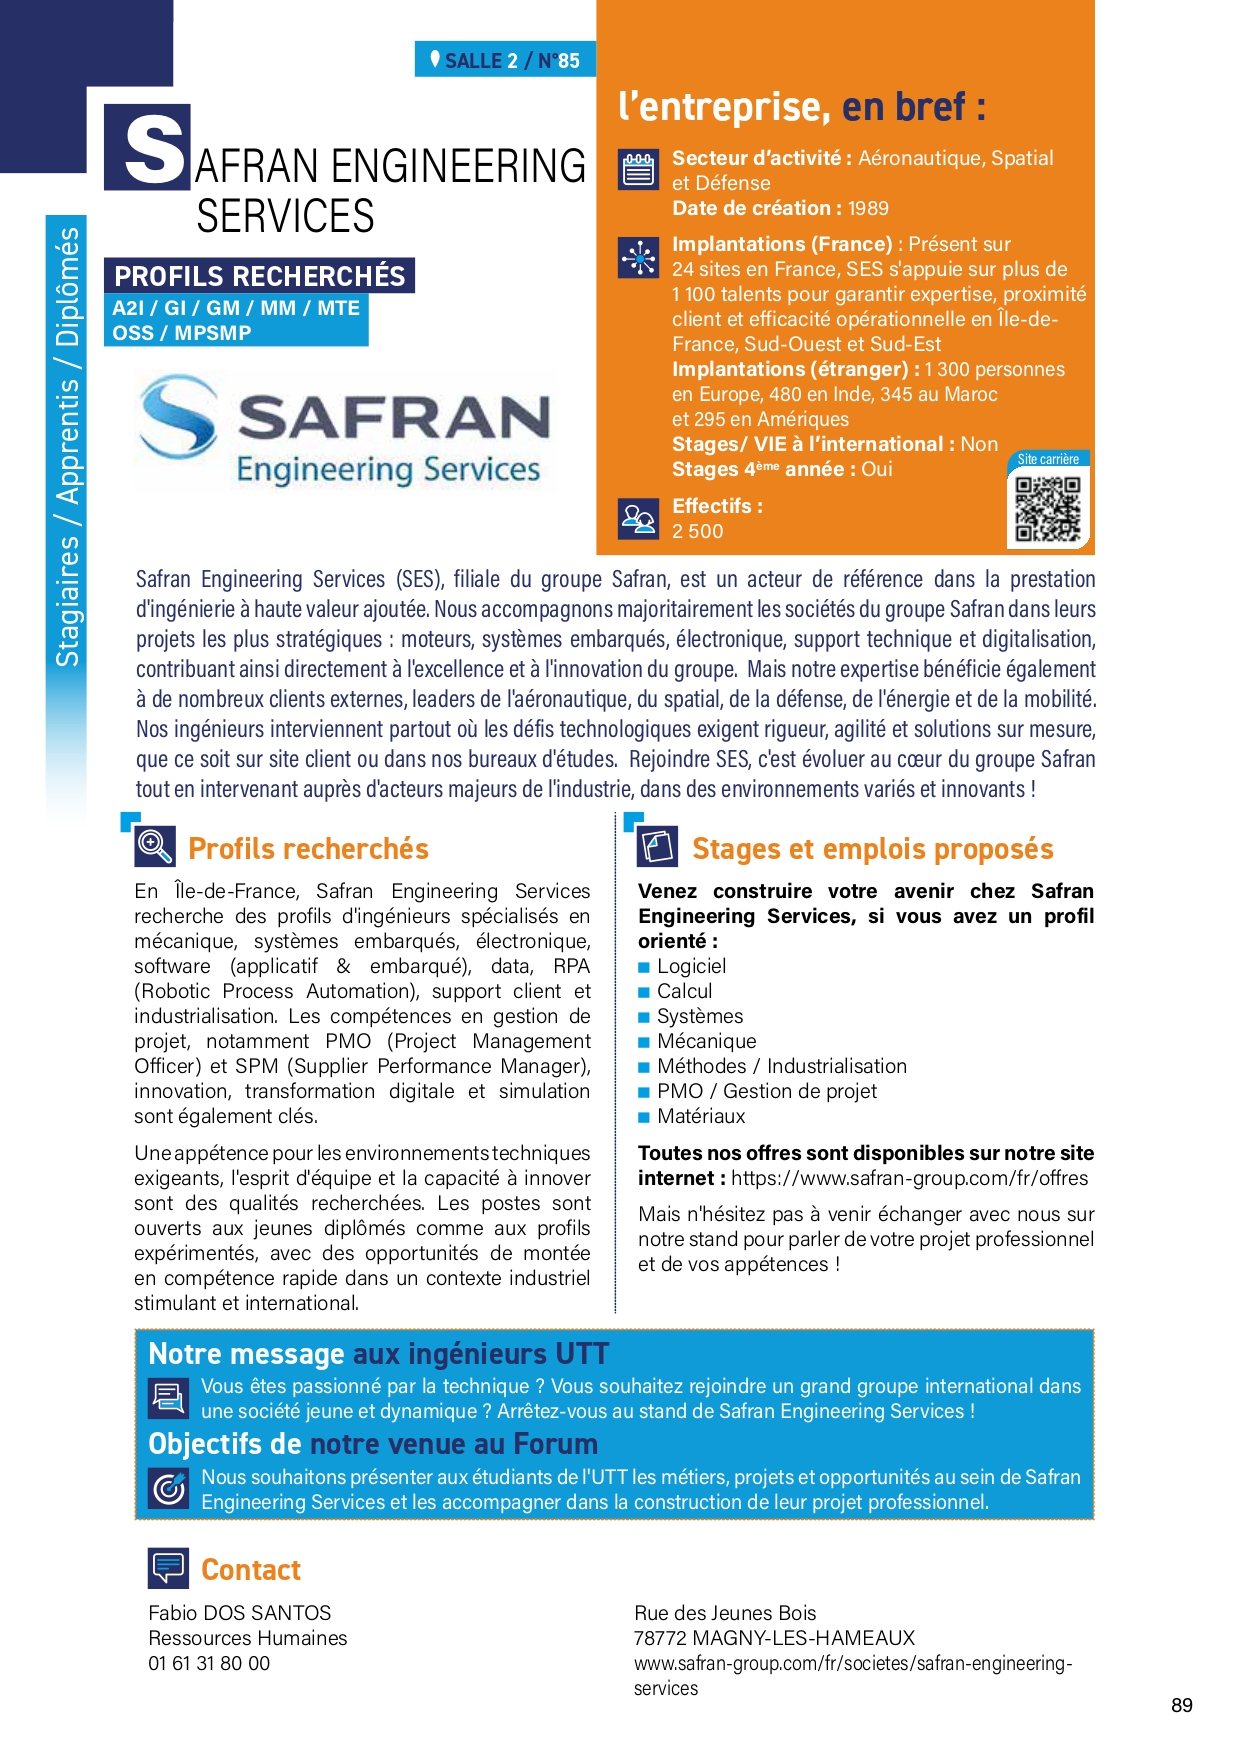 SALLE 2 / N°85
SAFRAN ENGINEERING
SERVICES
PROFILS RECHERCHÉS
A2I / GI / GM / MM / MTE
OSS / MPSMP
SAFRAN
Engineering Services
Stagiaires / Apprentis / Diplômés
l'entreprise, en bref :
Secteur d'activité : Aéronautique, Spatial
et Défense
Date de création : 1989
Implantations (France) : Présent sur
24 sites en France, SES s'appuie sur plus de
1 100 talents pour garantir expertise, proximité
client et efficacité opérationnelle en Île-de-
France, Sud-Ouest et Sud-Est
Implantations (étranger) : 1 300 personnes
en Europe, 480 en Inde, 345 au Maroc
et 295 en Amériques
Stages/ VIE à l'international : Non
Stages 4ème année : Oui
Site carrière
Effectifs :
2 500
Safran Engineering Services (SES), filiale du groupe Safran, est un acteur de référence dans la prestation
d'ingénierie à haute valeur ajoutée. Nous accompagnons majoritairement les sociétés du groupe Safran dans leurs
projets les plus stratégiques : moteurs, systèmes embarqués, électronique, support technique et digitalisation,
contribuant ainsi directement à l'excellence et à l'innovation du groupe. Mais notre expertise bénéficie également
à de nombreux clients externes, leaders de l'aéronautique, du spatial, de la défense, de l'énergie et de la mobilité.
Nos ingénieurs interviennent partout où les défis technologiques exigent rigueur, agilité et solutions sur mesure,
que ce soit sur site client ou dans nos bureaux d'études. Rejoindre SES, c'est évoluer au cœur du groupe Safran
tout en intervenant auprès d'acteurs majeurs de l'industrie, dans des environnements variés et innovants !
Profils recherchés
En Île-de-France, Safran Engineering Services
recherche des profils d'ingénieurs spécialisés en
mécanique, systèmes embarqués, électronique,
software (applicatif & embarqué), data, RPA
(Robotic Process Automation), support client et
industrialisation. Les compétences en gestion de
projet, notamment PMO (Project Management
Officer) et SPM (Supplier Performance Manager),
innovation, transformation digitale et simulation
sont également clés.
Une appétence pour les environnements techniques
exigeants, l'esprit d'équipe et la capacité à innover
sont des qualités recherchées. Les postes sont
ouverts aux jeunes diplômés comme aux profils
expérimentés, avec des opportunités de montée
en compétence rapide dans un contexte industriel
stimulant et international.
Stages et emplois proposés
Venez construire votre avenir chez Safran
Engineering Services, si vous avez un profil
orienté :
Logiciel
Calcul
Systèmes
Mécanique
Méthodes / Industrialisation
PMO / Gestion de projet
Matériaux
Toutes nos offres sont disponibles sur notre site
internet : https://www.safran-group.com/fr/offres
Mais n'hésitez pas à venir échanger avec nous sur
notre stand pour parler de votre projet professionnel
et de vos appétences !
Notre message aux ingénieurs UTT
Vous êtes passionné par la technique ? Vous souhaitez rejoindre un grand groupe international dans
une société jeune et dynamique ? Arrêtez-vous au stand de Safran Engineering Services !
Objectifs de notre venue au Forum
Nous souhaitons présenter aux étudiants de l'UTT les métiers, projets et opportunités au sein de Safran
Engineering Services et les accompagner dans la construction de leur projet professionnel.
Contact
Fabio DOS SANTOS
Ressources Humaines
01 61 31 80 00
Rue des Jeunes Bois
78772 MAGNY-LES-HAMEAUX
www.safran-group.com/fr/societes/safran-engineering-
services
89